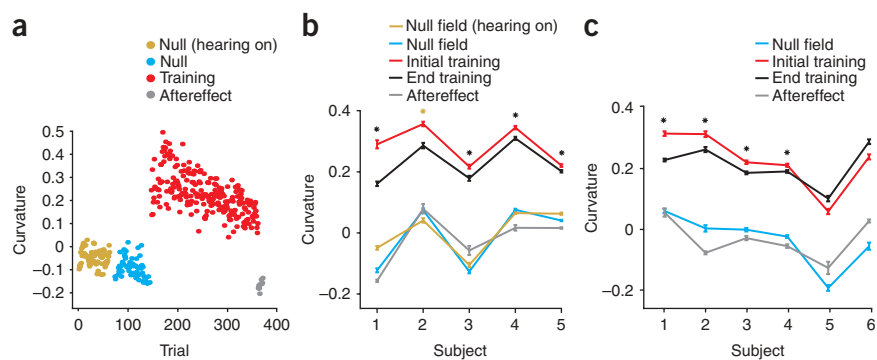 a
Null (hearing on)
Null
Training
Aftereffect
Curvature
0.5
0.4
0.3
0.2
0.1
0
–0.1
–0.2
0 100 200 300 400
Trial
b
Null field (hearing on)
Null field
Initial training
End training
Aftereffect
Curvature
0.4
0.2
0
–0.2
* * * * *
1 2 3 4 5
Subject
c
Null field
Initial training
End training
Aftereffect
Curvature
0.4
0.2
0
–0.2
* * * *
1 2 3 4 5 6
Subject